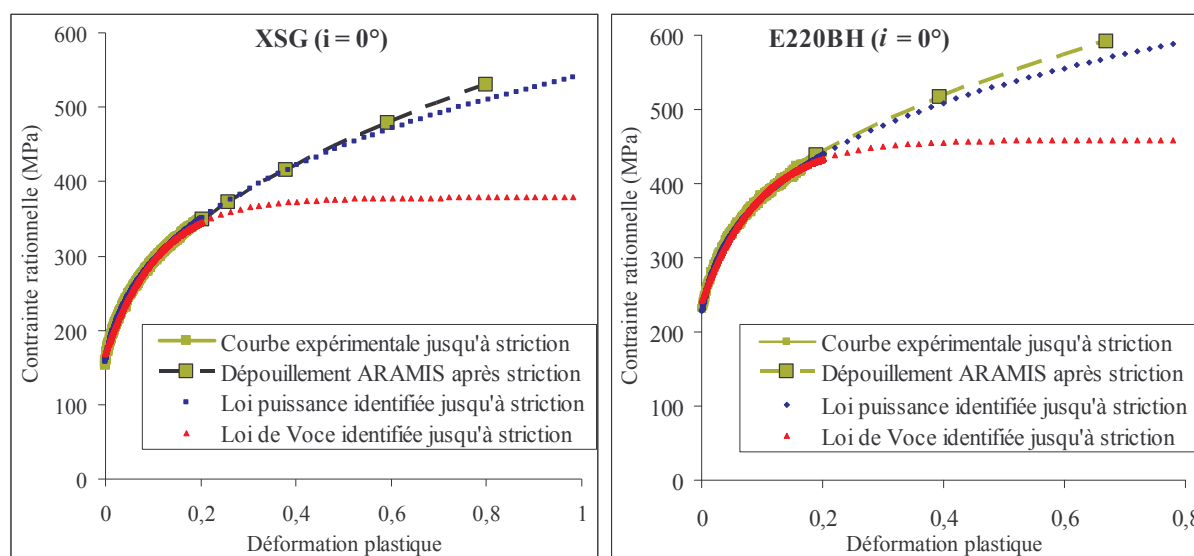 XSG (i = 0°)
Contrainte rationnelle (MPa)
600
500
400
300
200
100
0
Courbe expérimentale jusqu'à striction
Dépouillement ARAMIS après striction
Loi puissance identifiée jusqu'à striction
Loi de Voce identifiée jusqu'à striction
0 0,2 0,4 0,6 0,8 1
Déformation plastique
E220BH (i = 0°)
Contrainte rationnelle (MPa)
600
500
400
300
200
100
0
Courbe expérimentale jusqu'à striction
Dépouillement ARAMIS après striction
Loi puissance identifiée jusqu'à striction
Loi de Voce identifiée jusqu'à striction
0 0,2 0,4 0,6 0,8
Déformation plastique